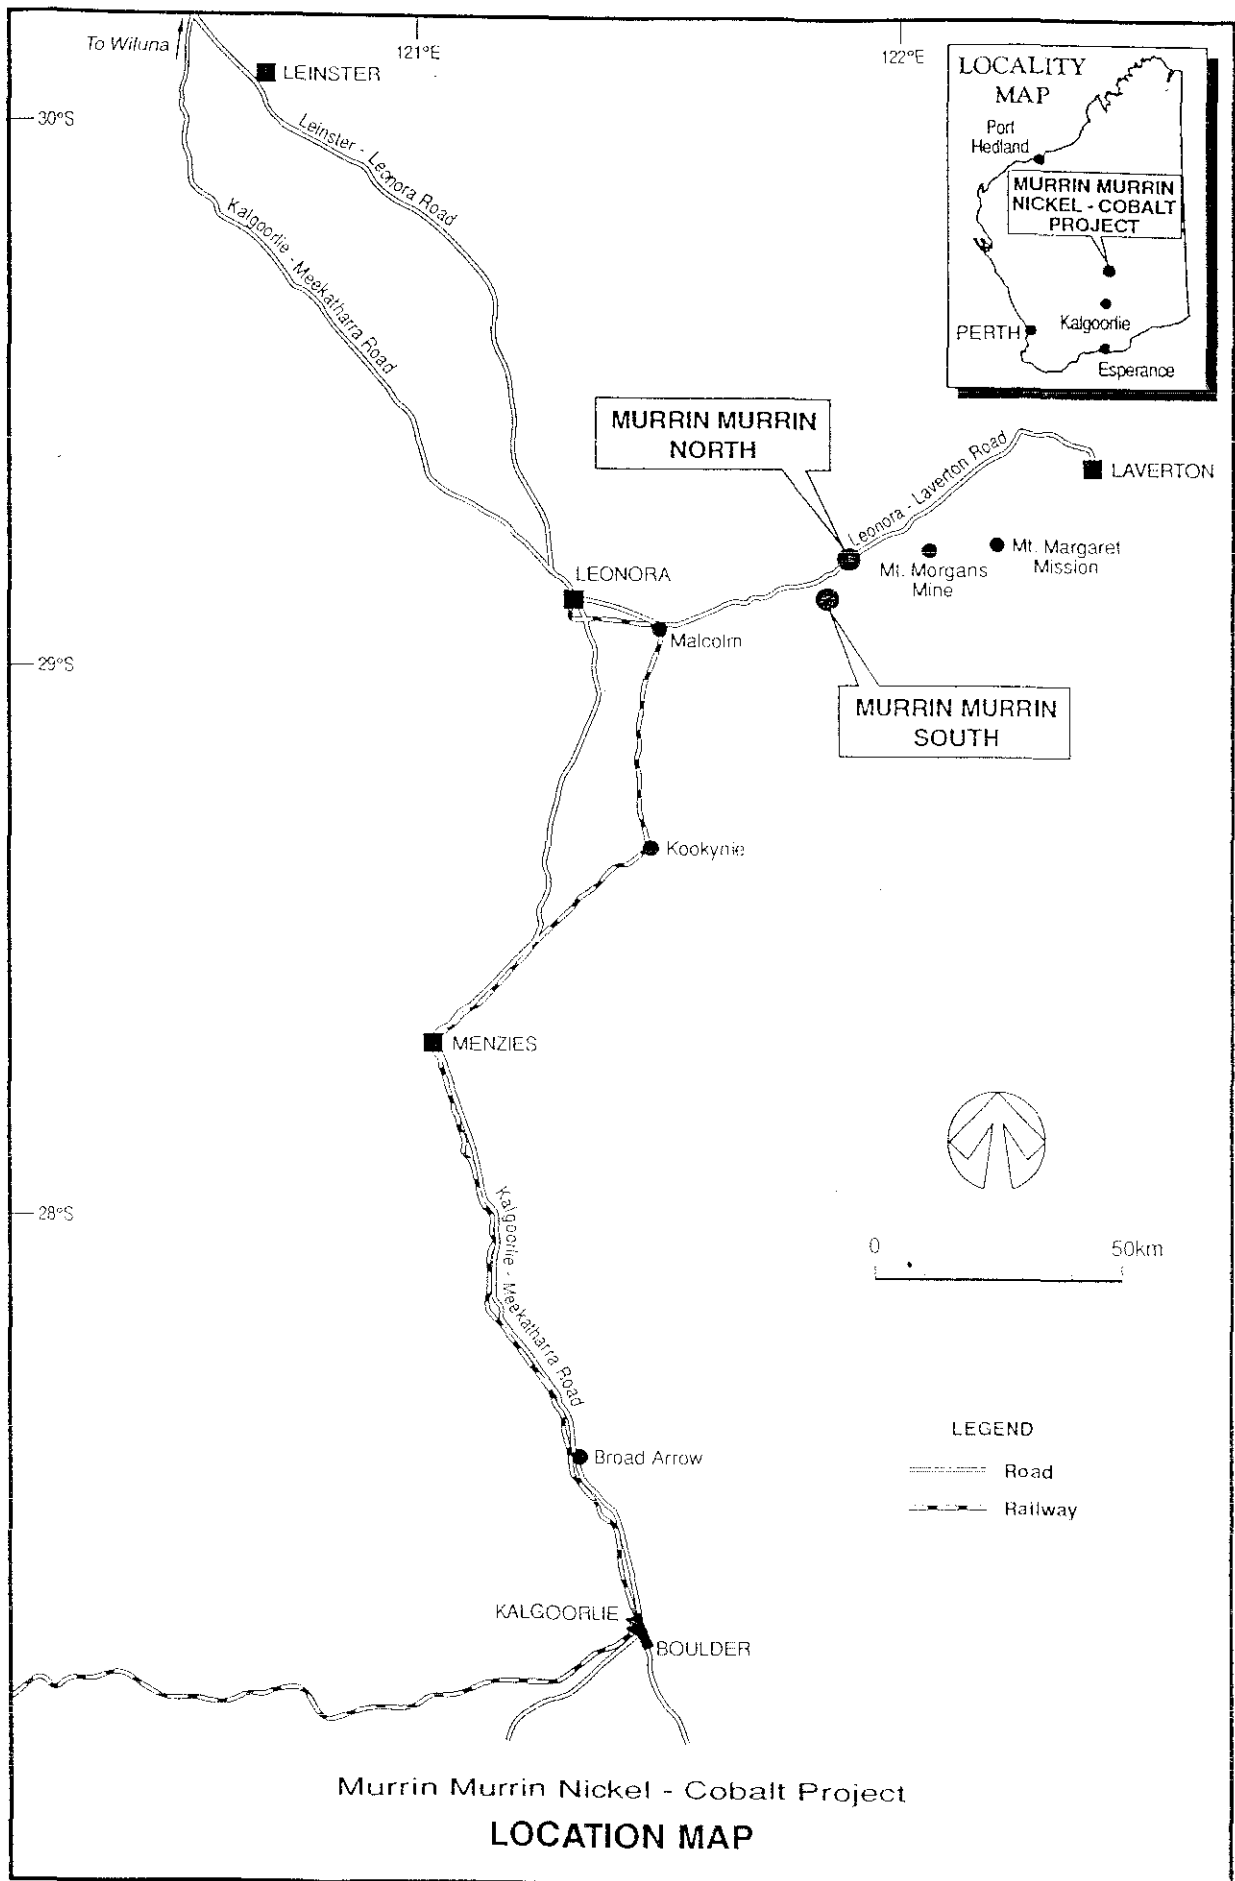 To Wiluna
121°E
122°E
LEINSTER
30°S
Leinster - Leonora Road
Kalgoorlie - Meekatharra Road
LOCALITY
MAP
Port
Hedland
MURRIN MURRIN
NICKEL - COBALT
PROJECT
PERTH
Kalgoorlie
Esperance
MURRIN MURRIN
NORTH
Leonora - Laverton Road
LAVERTON
Mt. Margaret
Mission
Mt. Morgans
Mine
LEONORA
Malcolm
29°S
MURRIN MURRIN
SOUTH
Kookynie
MENZIES
28°S
Kalgoorlie - Meekatharra Road
0
50km
LEGEND
Road
Railway
Broad Arrow
KALGOORLIE
BOULDER
Murrin Murrin Nickel - Cobalt Project
LOCATION MAP